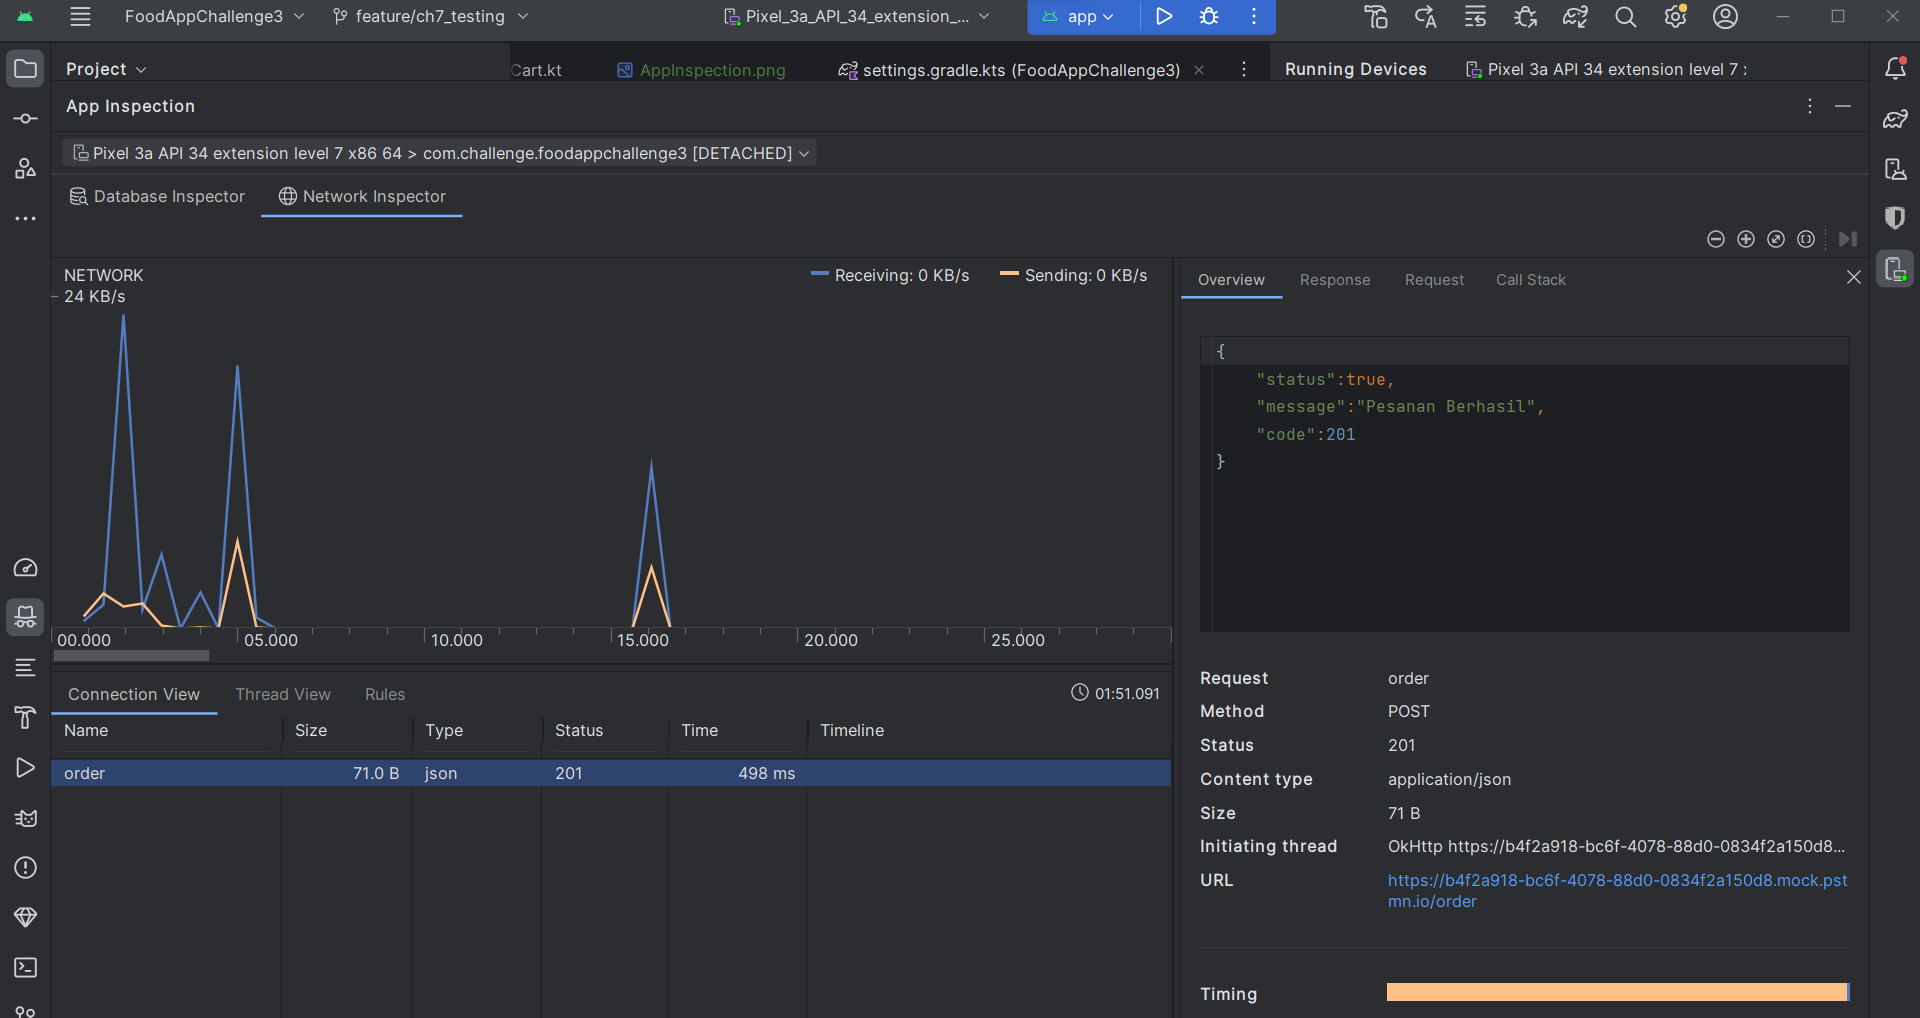 FoodAppChallenge3
feature/ch7_testing
Pixel_3a_API_34_extension_...
app
Project
Cart.kt
AppInspection.png
settings.gradle.kts (FoodAppChallenge3)
Running Devices
Pixel 3a API 34 extension level 7
App Inspection
Pixel 3a API 34 extension level 7 x86 64 > com.challenge.foodappchallenge3 [DETACHED]
Database Inspector
Network Inspector
NETWORK
24 KB/s
Receiving: 0 KB/s
Sending: 0 KB/s
00.000
05.000
10.000
15.000
20.000
25.000
Connection View
Thread View
Rules
01:51.091
Name Size Type Status Time Timeline
order 71.0 B json 201 498 ms
Overview
Response
Request
Call Stack
{
"status":true,
"message":"Pesanan Berhasil",
"code":201
}
Request order
Method POST
Status 201
Content type application/json
Size 71 B
Initiating thread OkHttp https://b4f2a918-bc6f-4078-88d0-0834f2a150d8...
URL https://b4f2a918-bc6f-4078-88d0-0834f2a150d8.mock.pst
mn.io/order
Timing